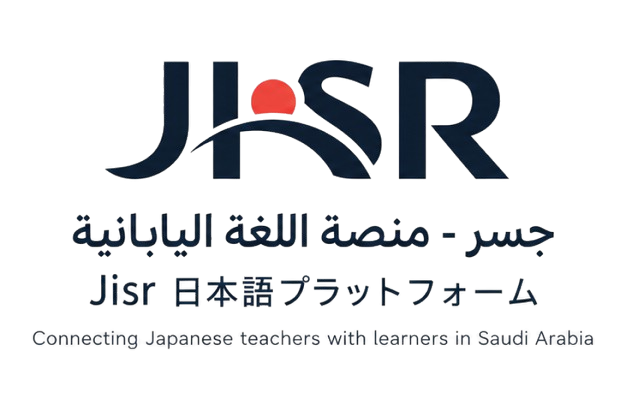 JISR
جسر - منصة اللغة اليابانية
Jisr 日本語プラットフォーム
Connecting Japanese teachers with learners in Saudi Arabia